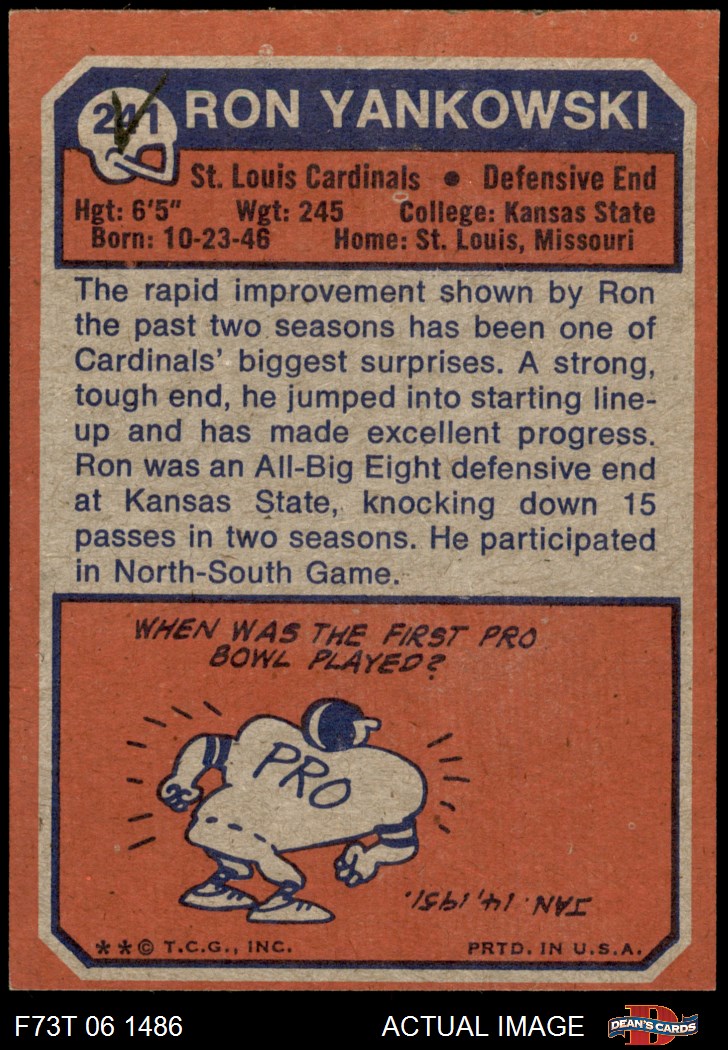 241 RON YANKOWSKI
St. Louis Cardinals • Defensive End
Hgt: 6'5" Wgt: 245 College: Kansas State
Born: 10-23-46 Home: St. Louis, Missouri
The rapid improvement shown by Ron
the past two seasons has been one of
Cardinals' biggest surprises. A strong,
tough end, he jumped into starting line-
up and has made excellent progress.
Ron was an All-Big Eight defensive end
at Kansas State, knocking down 15
passes in two seasons. He participated
in North-South Game.
WHEN WAS THE FIRST PRO
BOWL PLAYED?
PRO
JAN. 14, 1951.
**© T.C.G., INC. PRTD. IN U.S.A.
F73T 06 1486 ACTUAL IMAGE D DEAN'S CARDS